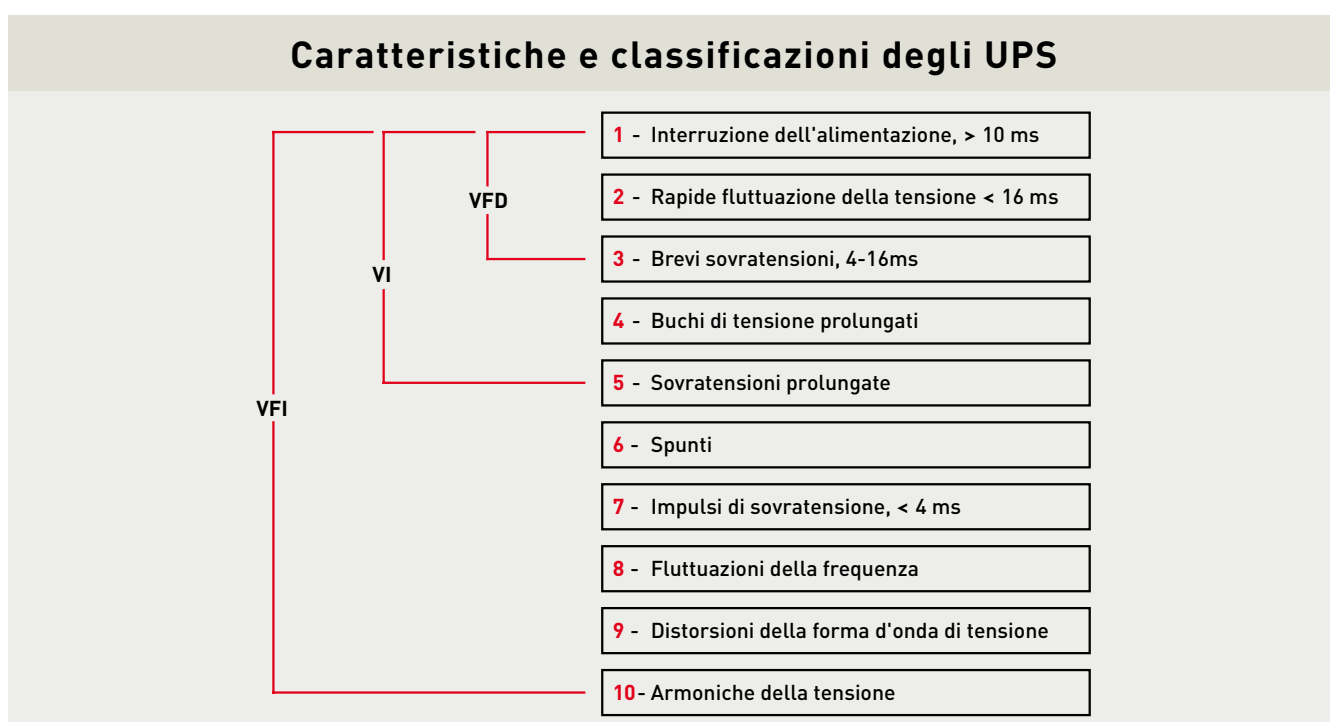 Caratteristiche e classificazioni degli UPS
1 - Interruzione dell'alimentazione, > 10 ms
2 - Rapide fluttuazione della tensione < 16 ms
VFD
3 - Brevi sovratensioni, 4-16ms
VI
4 - Buchi di tensione prolungati
5 - Sovratensioni prolungate
VFI
6 - Spunti
7 - Impulsi di sovratensione, < 4 ms
8 - Fluttuazioni della frequenza
9 - Distorsioni della forma d'onda di tensione
10- Armoniche della tensione